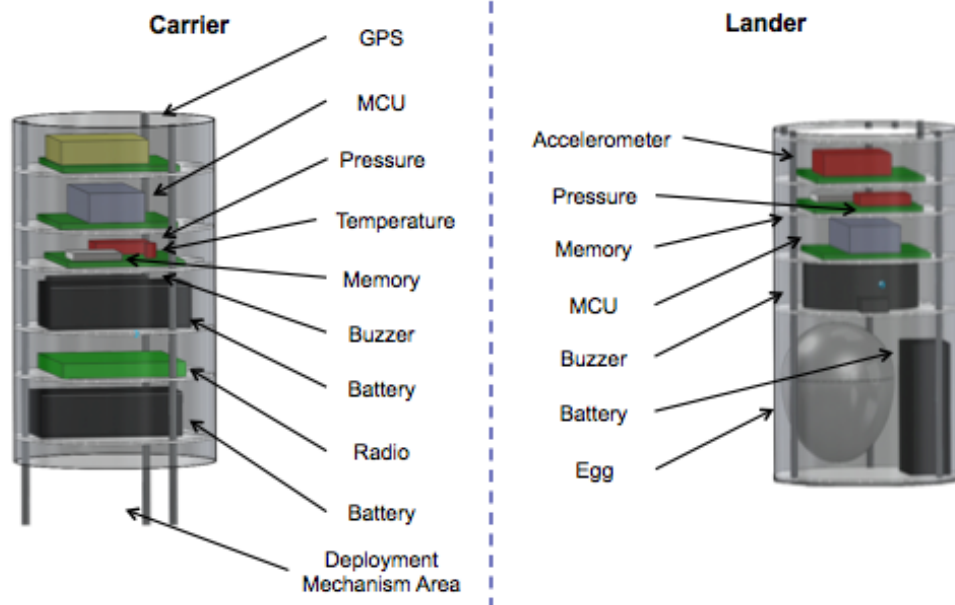 Carrier
GPS
MCU
Pressure
Temperature
Memory
Buzzer
Battery
Radio
Battery
Deployment
Mechanism Area
Lander
Accelerometer
Pressure
Memory
MCU
Buzzer
Battery
Egg